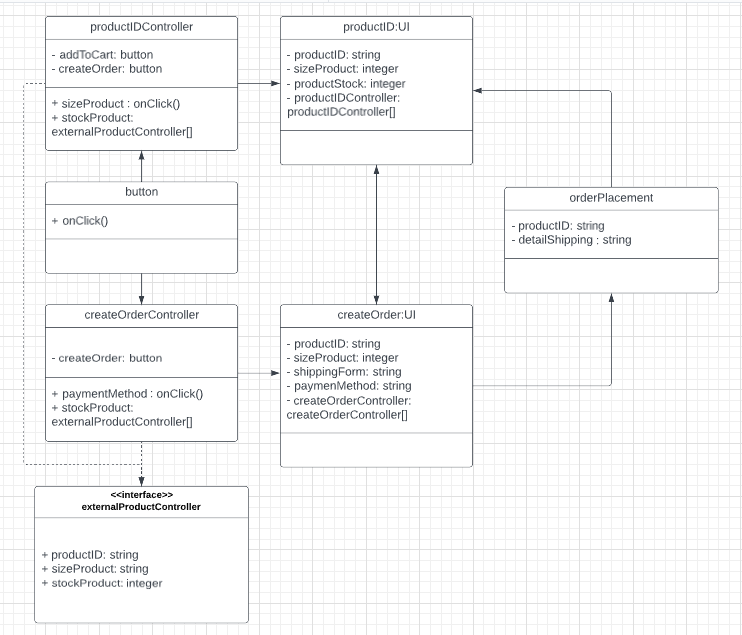 productIDController
- addToCart: button
- createOrder: button
+ sizeProduct : onClick()
+ stockProduct:
externalProductController[]
productID:UI
- productID: string
- sizeProduct: integer
- productStock: integer
- productIDController:
productIDController[]
button
+ onClick()
orderPlacement
- productID: string
- detailShipping : string
createOrderController
- createOrder: button
+ paymentMethod : onClick()
+ stockProduct:
externalProductController[]
createOrder:UI
- productID: string
- sizeProduct: integer
- shippingForm: string
- paymenMethod: string
- createOrderController:
createOrderController[]
<<interface>>
externalProductController
+ productID: string
+ sizeProduct: string
+ stockProduct: integer